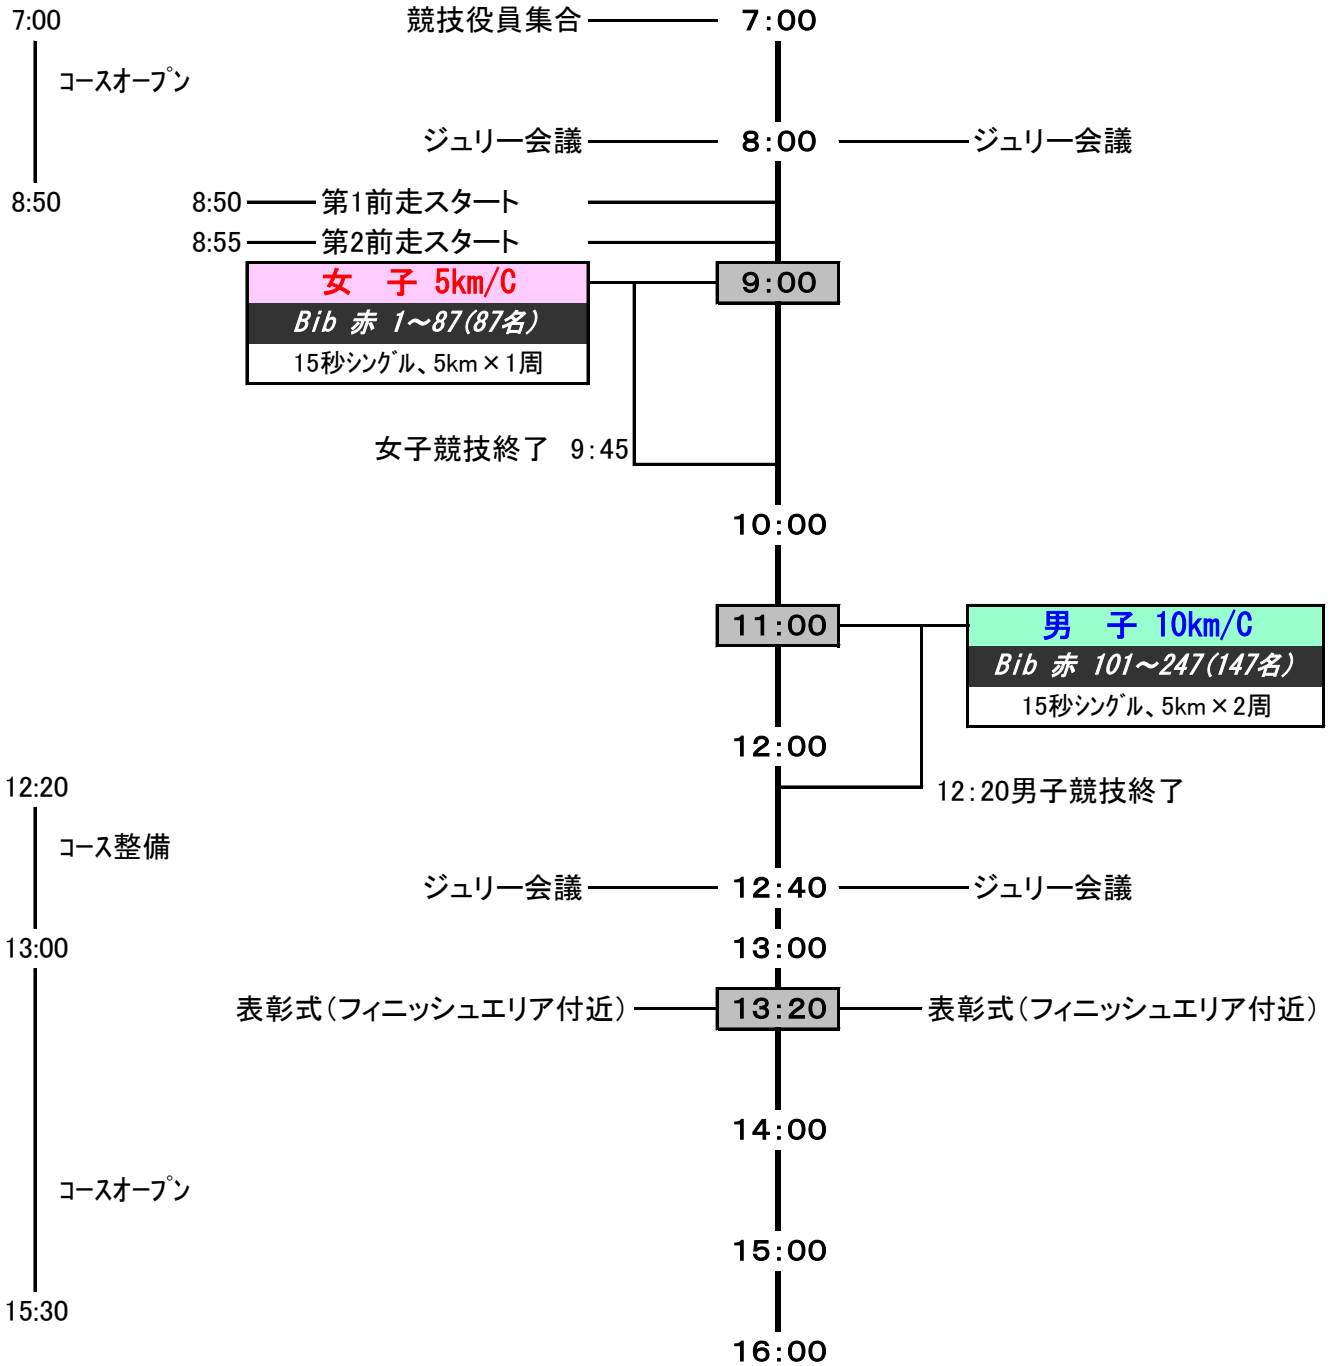 7:00 競技役員集合 7:00
コースオープン
ジュリー会議 8:00 ジュリー会議
8:50 8:50 第1前走スタート
8:55 第2前走スタート
女　子 5km/C 9:00
Bib 赤 1～87(87名)
15秒シングル、5km×1周
女子競技終了 9:45
10:00
11:00 男　子 10km/C
Bib 赤 101～247(147名)
15秒シングル、5km×2周
12:00
12:20 12:20男子競技終了
コース整備
ジュリー会議 12:40 ジュリー会議
13:00 13:00
表彰式(フィニッシュエリア付近) 13:20 表彰式(フィニッシュエリア付近)
14:00
コースオープン
15:00
15:30
16:00